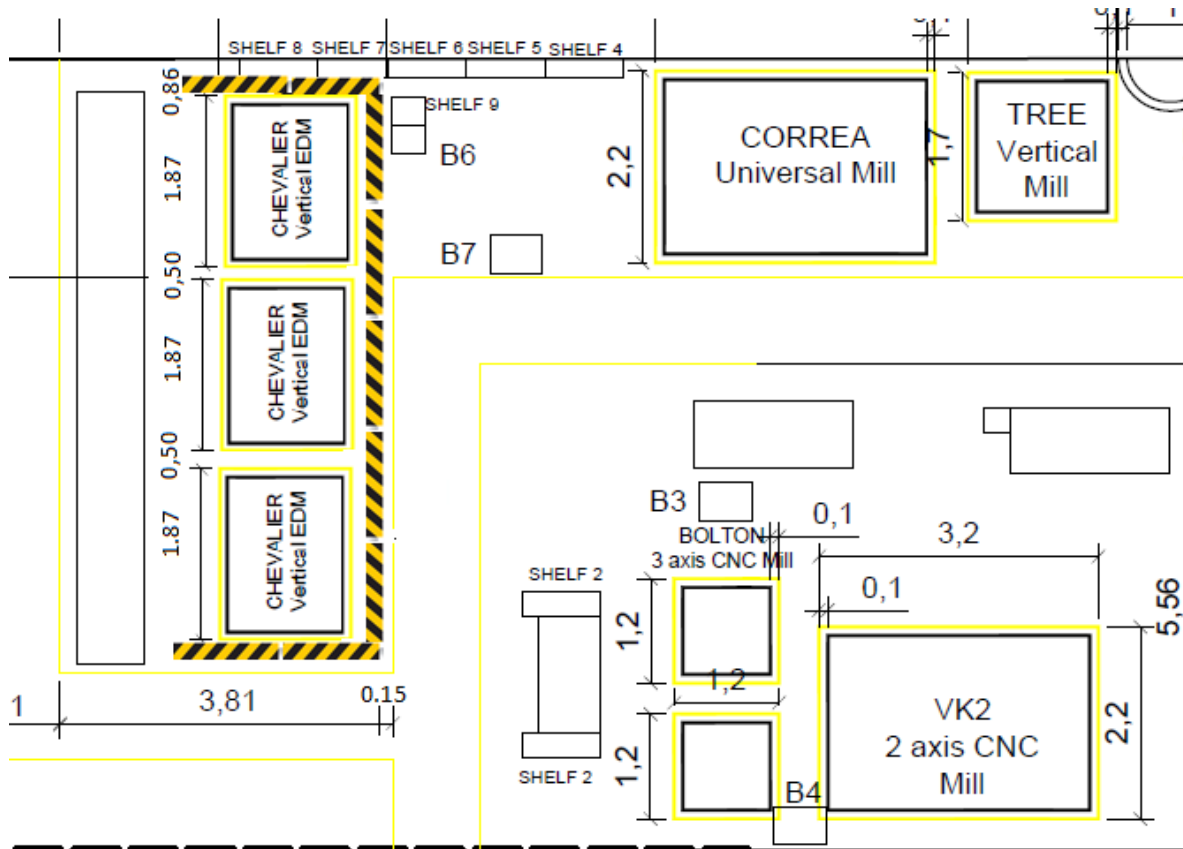 SHELF 8
SHELF 7
SHELF 6
SHELF 5
SHELF 4
0,86
SHELF 9
B6
1.87
CHEVALIER
Vertical EDM
2,2
CORREA
Universal Mill
1,7
TREE
Vertical
Mill
B7
0,50
1.87
CHEVALIER
Vertical EDM
0,50
1.87
CHEVALIER
Vertical EDM
B3
0,1
BOLTON
3 axis CNC Mill
3,2
SHELF 2
0,1
5,56
1,2
1,2
1
3,81
0.15
VK2
2 axis CNC
Mill
2,2
1,2
SHELF 2
B4